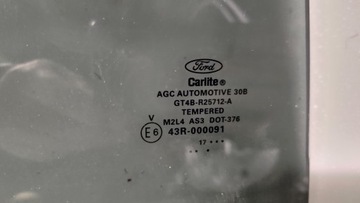 Ford
Carlite®
AGC AUTOMOTIVE 30B
GT4B-R25712-A
TEMPERED
M2L4 AS3 DOT-376
V
E6 43R-000091
17